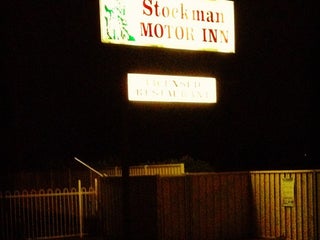 Stockman
MOTOR INN
LICENSED
RESTAURANT